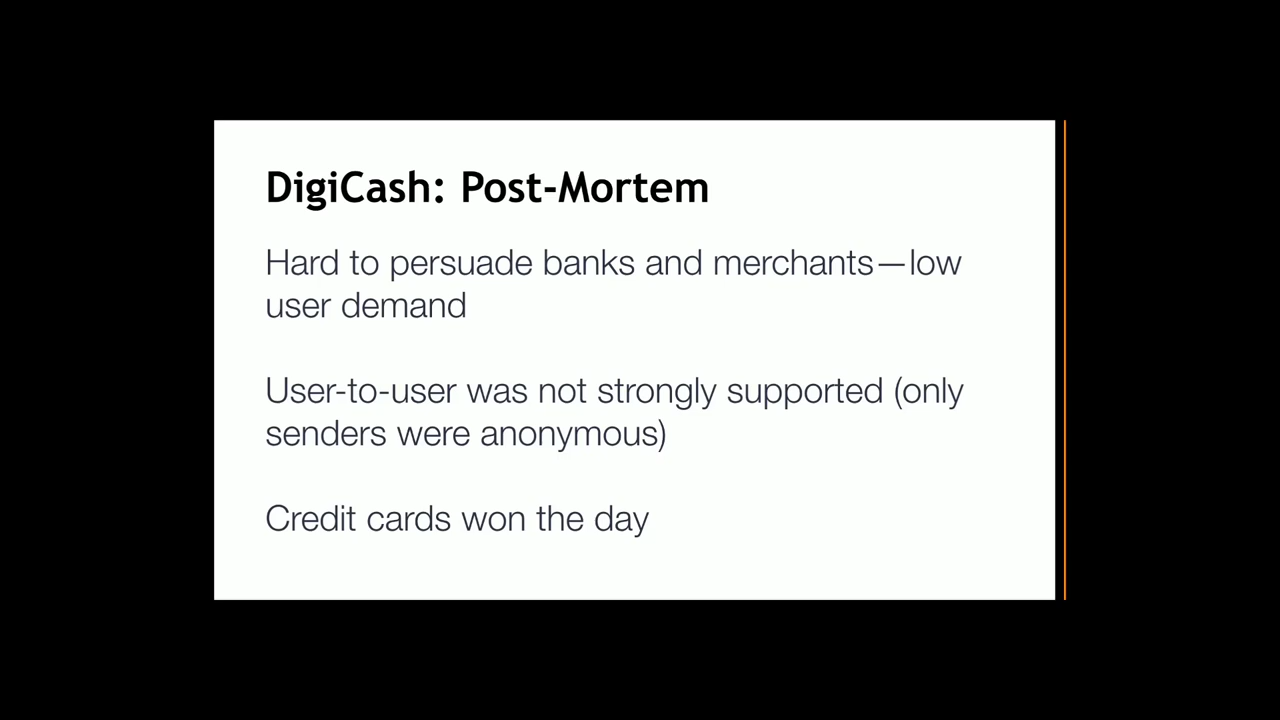 DigiCash: Post-Mortem
Hard to persuade banks and merchants—low
user demand
User-to-user was not strongly supported (only
senders were anonymous)
Credit cards won the day